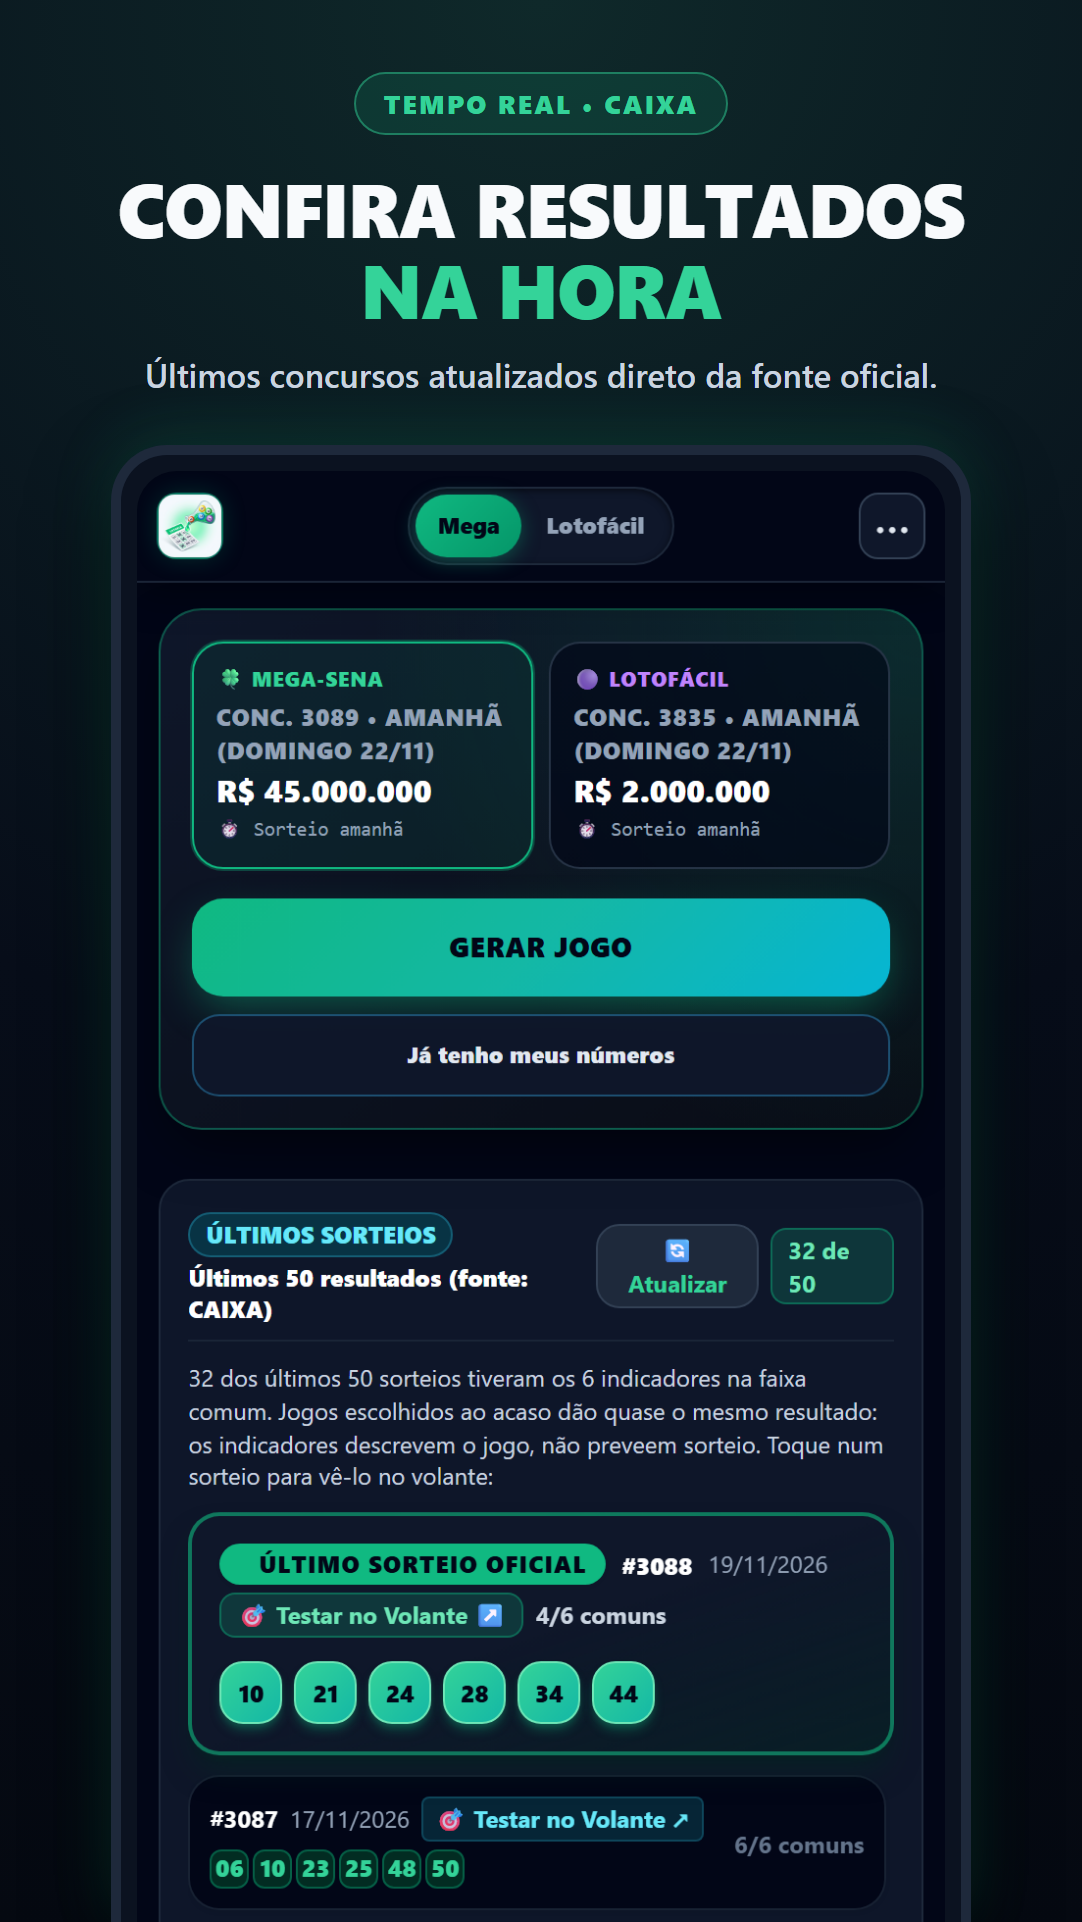 TEMPO REAL • CAIXA
CONFIRA RESULTADOS
NA HORA
Últimos concursos atualizados direto da fonte oficial.
Mega
Lotofácil
...
MEGA-SENA
CONC. 3089 • AMANHÃ
(DOMINGO 22/11)
R$ 45.000.000
Sorteio amanhã
LOTOFÁCIL
CONC. 3835 • AMANHÃ
(DOMINGO 22/11)
R$ 2.000.000
Sorteio amanhã
GERAR JOGO
Já tenho meus números
ÚLTIMOS SORTEIOS
Últimos 50 resultados (fonte:
CAIXA)
Atualizar
32 de
50
32 dos últimos 50 sorteios tiveram os 6 indicadores na faixa
comum. Jogos escolhidos ao acaso dão quase o mesmo resultado:
os indicadores descrevem o jogo, não preveem sorteio. Toque num
sorteio para vê-lo no volante:
ÚLTIMO SORTEIO OFICIAL #3088 19/11/2026
Testar no Volante ↗ 4/6 comuns
10 21 24 28 34 44
#3087 17/11/2026 Testar no Volante ↗
6/6 comuns
06 10 23 25 48 50